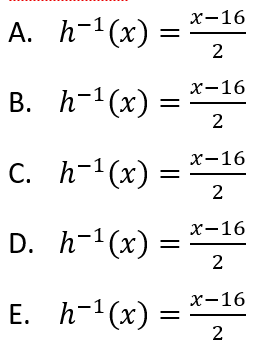 A. h⁻¹(x) = x−16/2
B. h⁻¹(x) = x−16/2
C. h⁻¹(x) = x−16/2
D. h⁻¹(x) = x−16/2
E. h⁻¹(x) = x−16/2